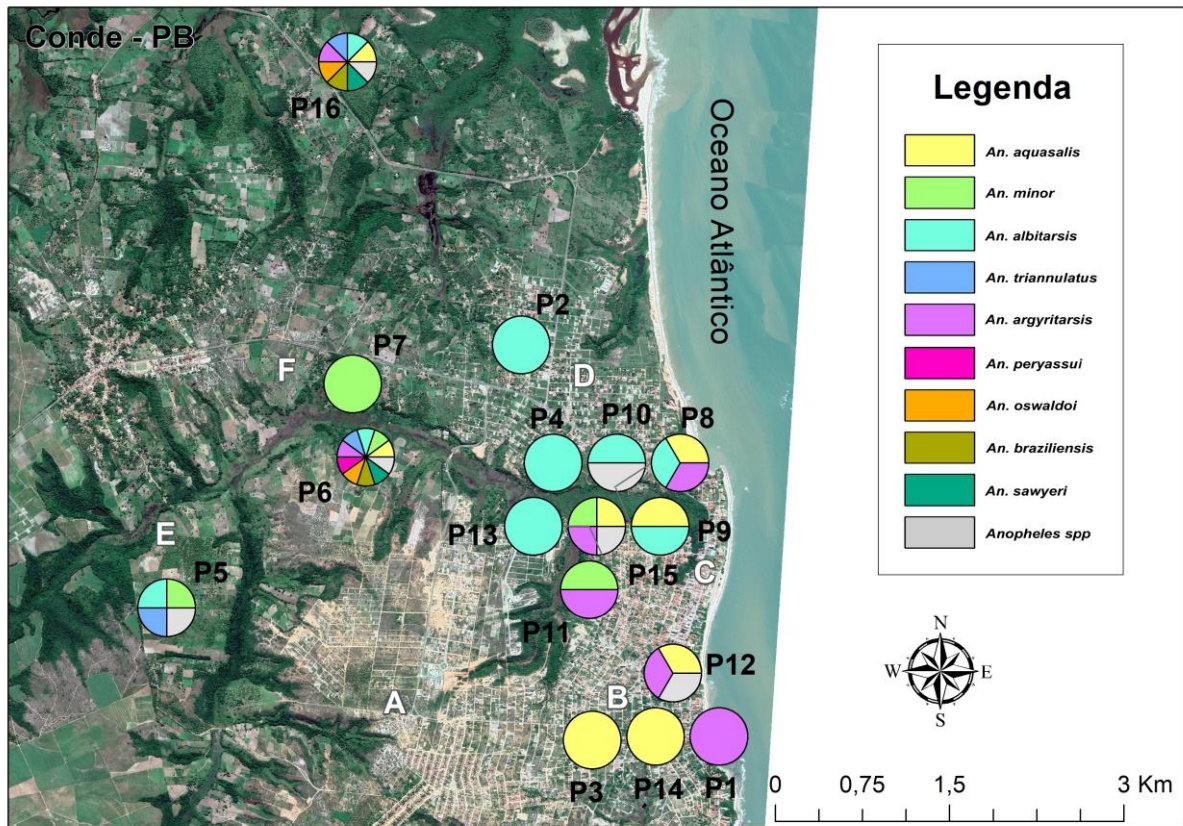 Conde - PB
P16
Oceano Atlântico
P2
P7
F
D
P4
P10
P8
P6
P13
P9
E
P5
P15
C
P11
P12
A
B
P3
P14
P1
Legenda
An. aquasalis
An. minor
An. albitarsis
An. triannulatus
An. argyritarsis
An. peryassui
An. oswaldoi
An. braziliensis
An. sawyeri
Anopheles spp
N
W E
S
0 0,75 1,5 3 Km